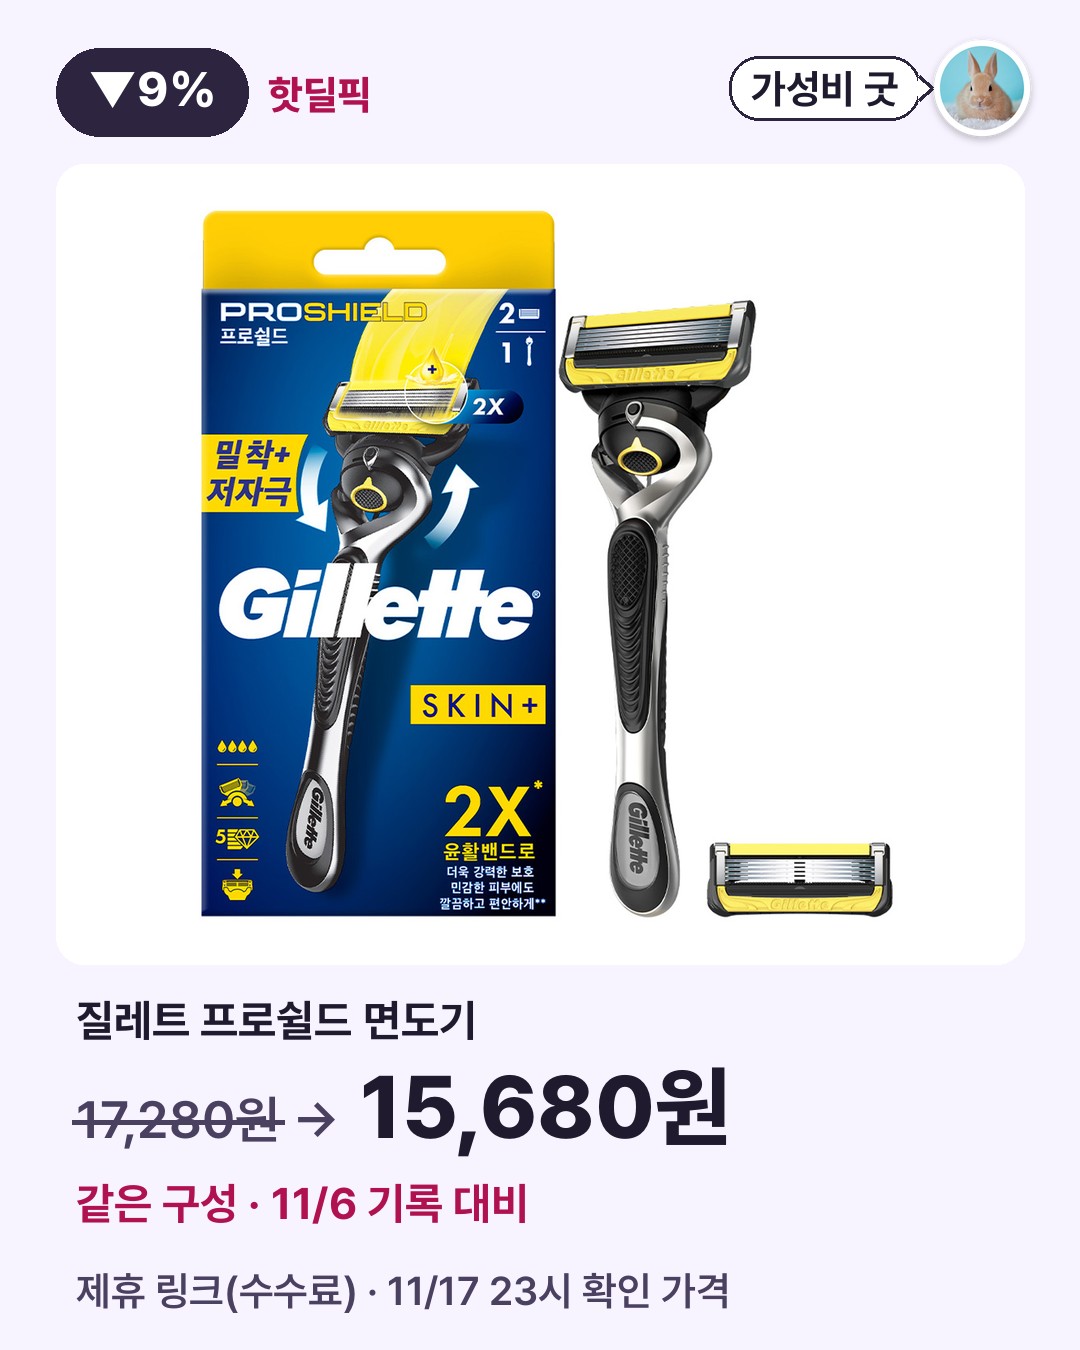 ▼9%
핫딜픽
가성비 굿
PROSHIELD
프로쉴드
2
1
2X
밀착+
저자극
Gillette®
SKIN+
5
Gillette
2X*
윤활밴드로
더욱 강력한 보호
민감한 피부에도
깔끔하고 편안하게**
Gillette
Gillette
Gillette
Gillette
질레트 프로쉴드 면도기
17,280원 → 15,680원
같은 구성 · 11/6 기록 대비
제휴 링크(수수료) · 11/17 23시 확인 가격